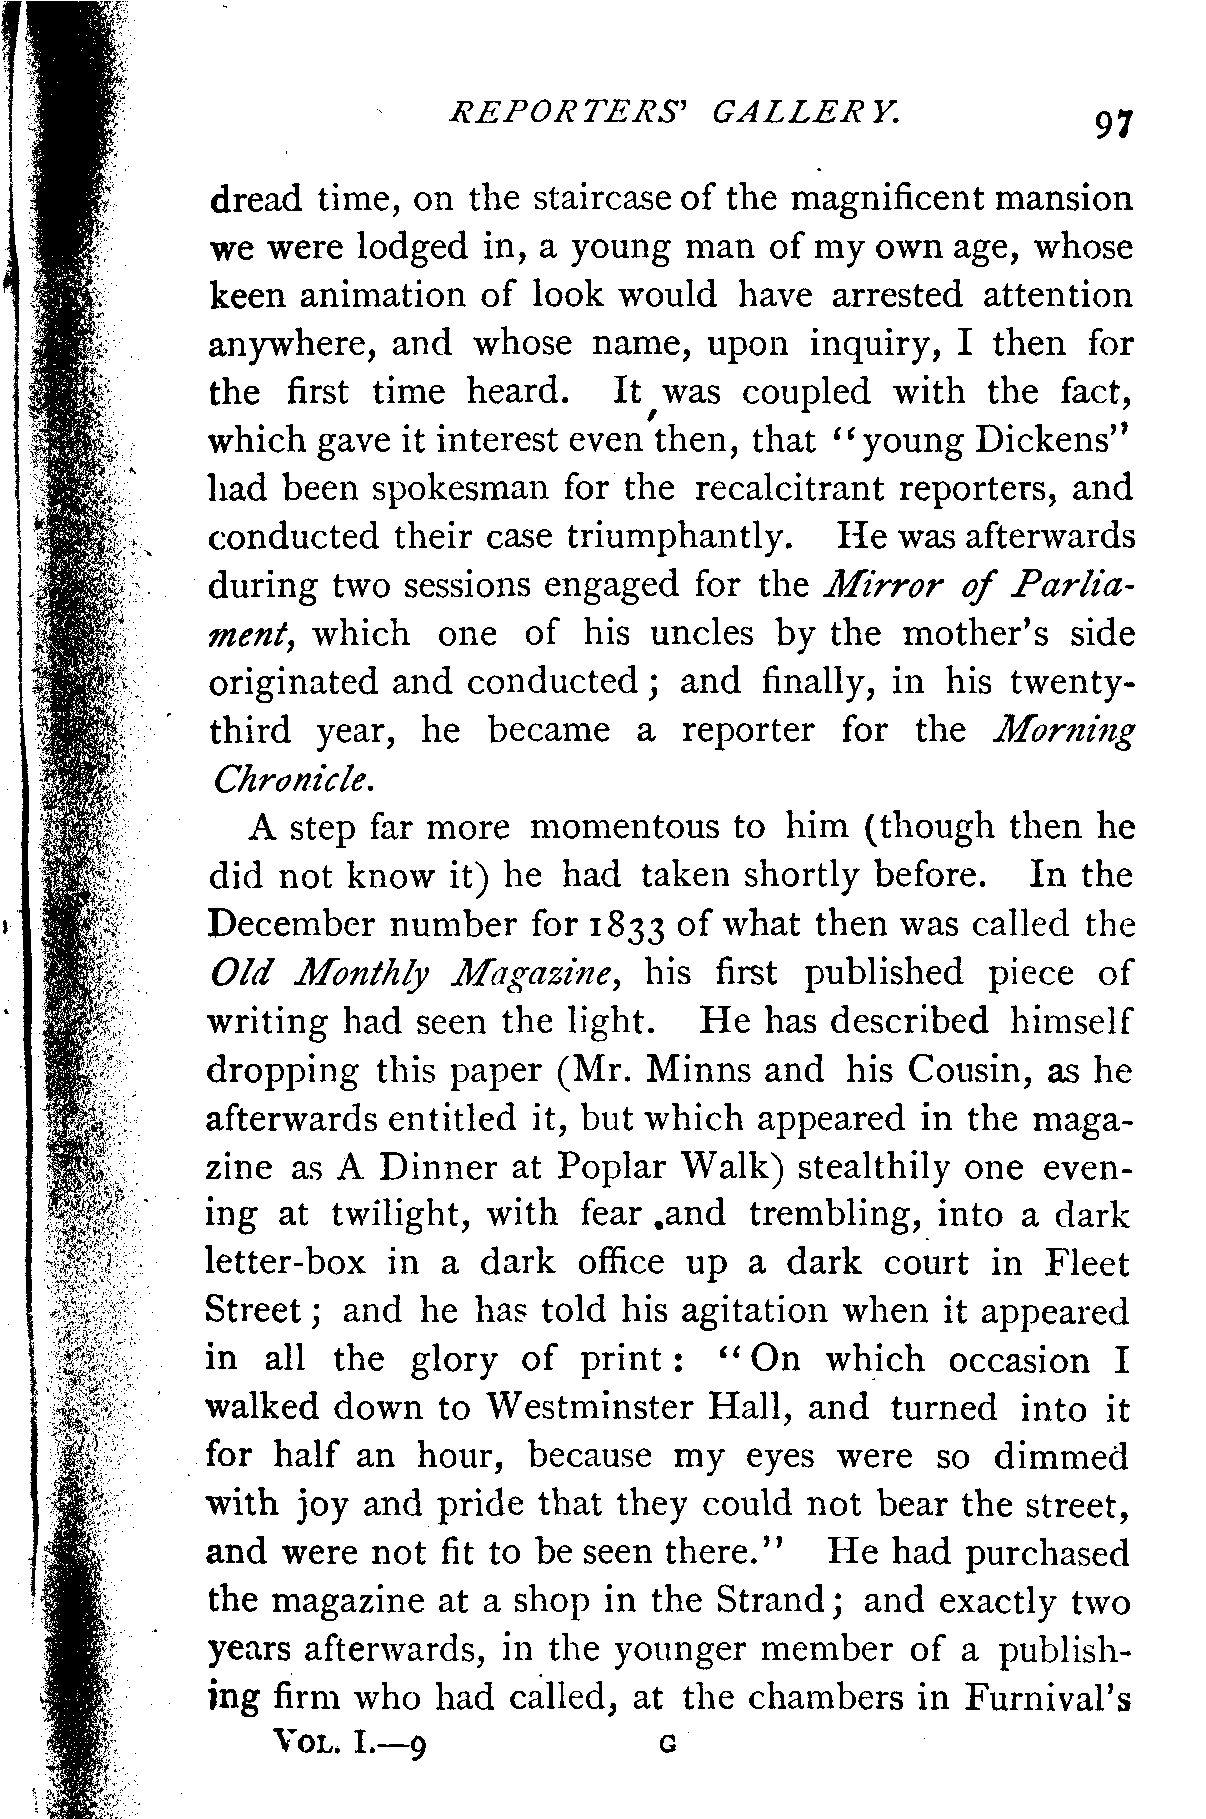 REPORTERS' GALLERY.
97
dread time, on the staircase of the magnificent mansion
we were lodged in, a young man of my own age, whose
keen animation of look would have arrested attention
anywhere, and whose name, upon inquiry, I then for
the first time heard. It was coupled with the fact,
which gave it interest even then, that "young Dickens"
had been spokesman for the recalcitrant reporters, and
conducted their case triumphantly. He was afterwards
during two sessions engaged for the Mirror of Parlia-
ment, which one of his uncles by the mother's side
originated and conducted; and finally, in his twenty-
third year, he became a reporter for the Morning
Chronicle.
A step far more momentous to him (though then he
did not know it) he had taken shortly before. In the
December number for 1833 of what then was called the
Old Monthly Magazine, his first published piece of
writing had seen the light. He has described himself
dropping this paper (Mr. Minns and his Cousin, as he
afterwards entitled it, but which appeared in the maga-
zine as A Dinner at Poplar Walk) stealthily one even-
ing at twilight, with fear and trembling, into a dark
letter-box in a dark office up a dark court in Fleet
Street; and he has told his agitation when it appeared
in all the glory of print: "On which occasion I
walked down to Westminster Hall, and turned into it
for half an hour, because my eyes were so dimmed
with joy and pride that they could not bear the street,
and were not fit to be seen there." He had purchased
the magazine at a shop in the Strand; and exactly two
years afterwards, in the younger member of a publish-
ing firm who had called, at the chambers in Furnival's
VOL. I.—9 G